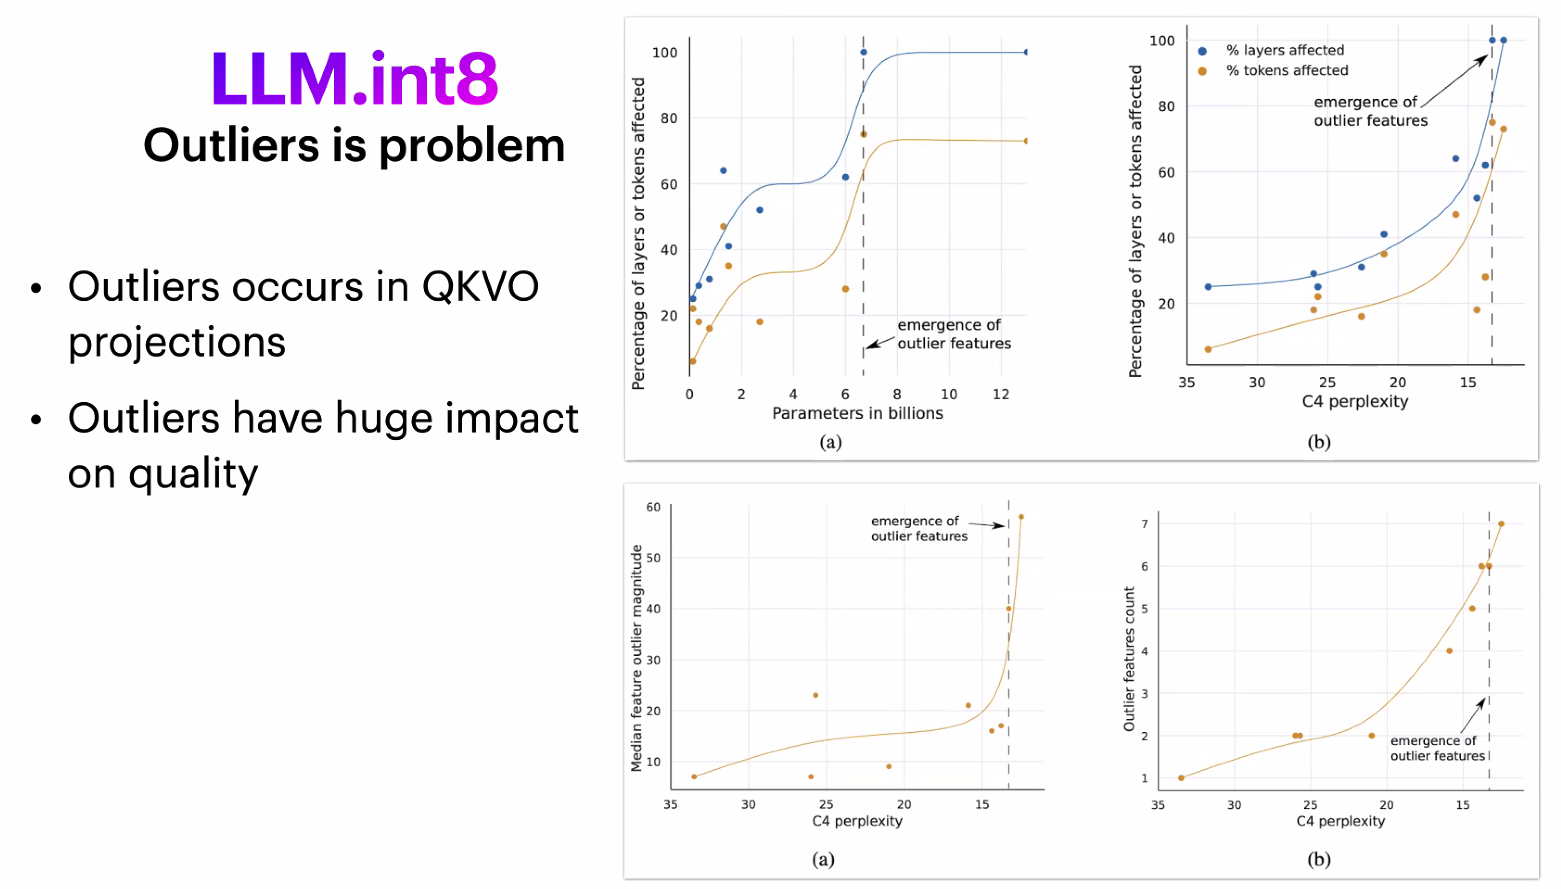 LLM.int8
Outliers is problem
• Outliers occurs in QKVO
projections
• Outliers have huge impact
on quality
Percentage of layers or tokens affected
100
80
60
40
20
0 2 4 6 8 10 12
Parameters in billions
emergence of
outlier features
(a)
Percentage of layers or tokens affected
100
80
60
40
20
% layers affected
% tokens affected
emergence of
outlier features
35 30 25 20 15
C4 perplexity
(b)
Median feature outlier magnitude
60
50
40
30
20
10
emergence of
outlier features
35 30 25 20 15
C4 perplexity
(a)
Outlier features count
7
6
5
4
3
2
1
emergence of
outlier features
35 30 25 20 15
C4 perplexity
(b)